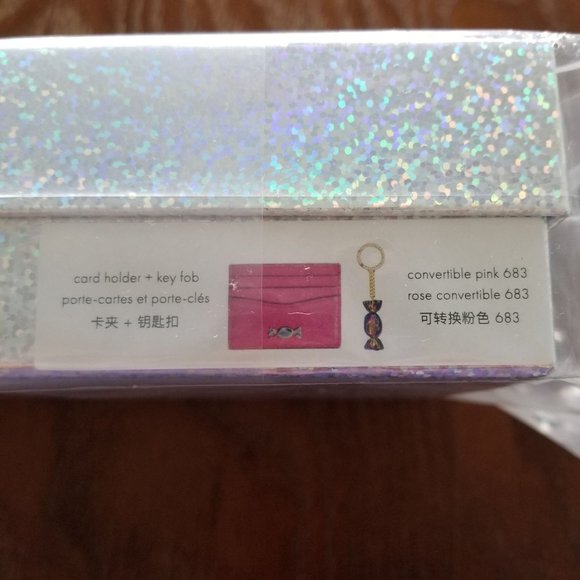 card holder + key fob
porte-cartes et porte-clés
卡夹 + 钥匙扣
convertible pink 683
rose convertible 683
可转换粉色 683